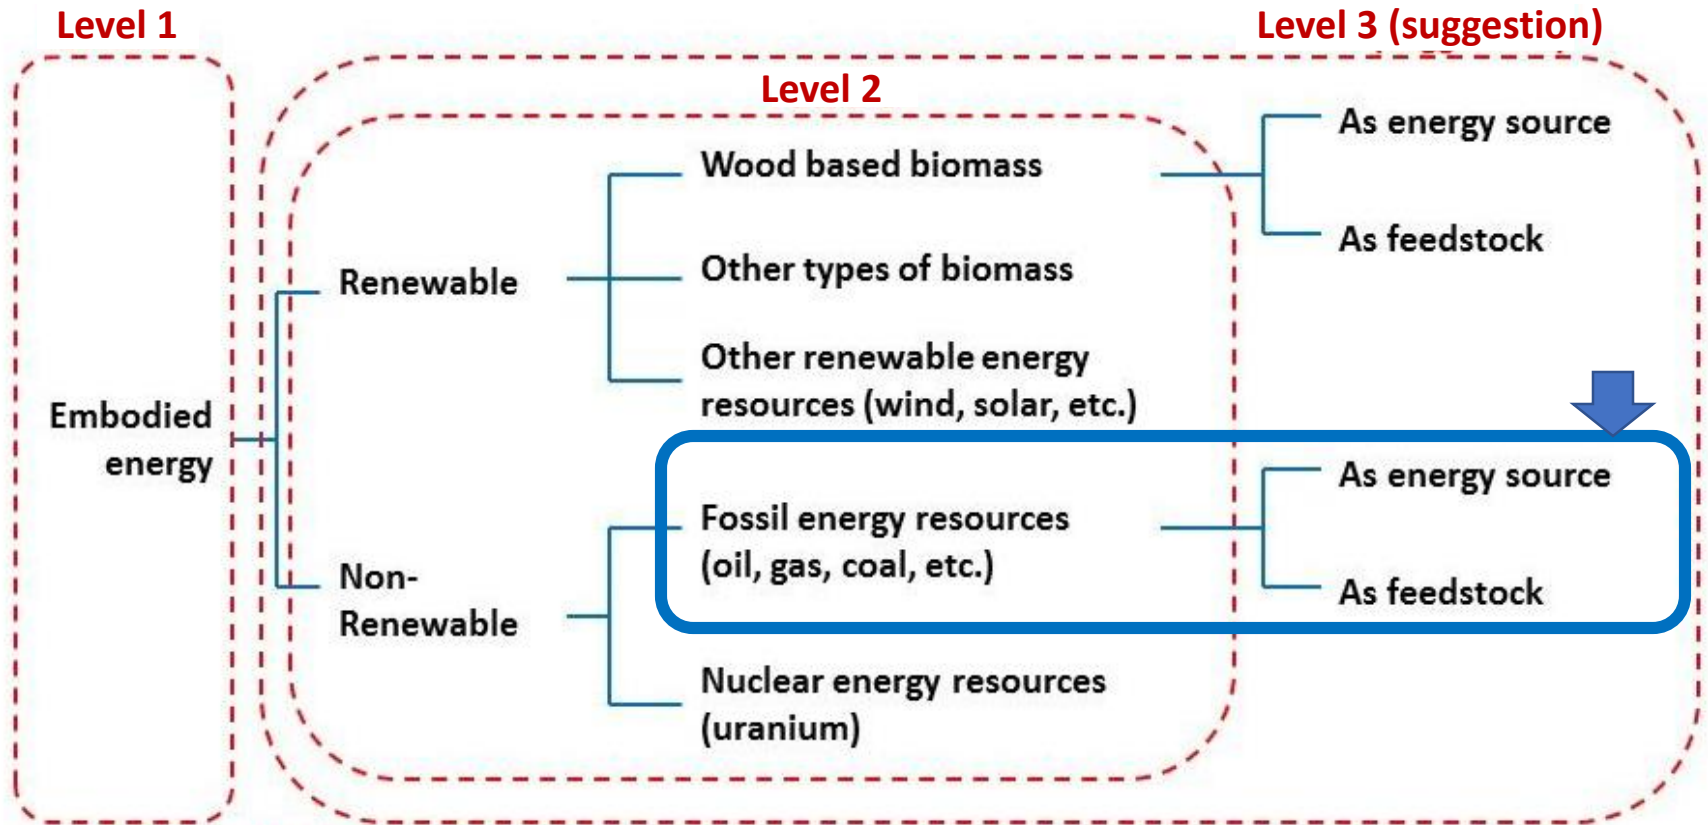 Level 1
Level 3 (suggestion)
Level 2
As energy source
Wood based biomass
As feedstock
Other types of biomass
Renewable
Other renewable energy
resources (wind, solar, etc.)
Embodied
energy
As energy source
Fossil energy resources
(oil, gas, coal, etc.)
As feedstock
Non-
Renewable
Nuclear energy resources
(uranium)